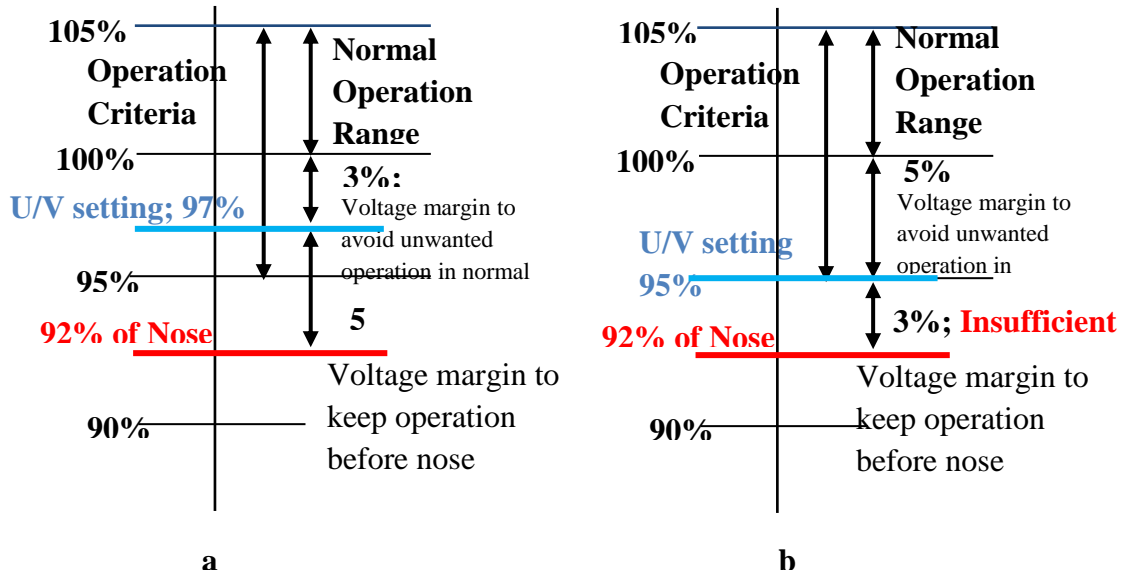 105%
Operation
Criteria
Normal
Operation
Range
100%
3%;
U/V setting; 97%
Voltage margin to
avoid unwanted
operation in normal
95%
5
92% of Nose
Voltage margin to
keep operation
before nose
90%
a
105%
Operation
Criteria
Normal
Operation
Range
100%
5%
Voltage margin to
avoid unwanted
operation in
U/V setting
95%
3%; Insufficient
92% of Nose
Voltage margin to
keep operation
before nose
90%
b